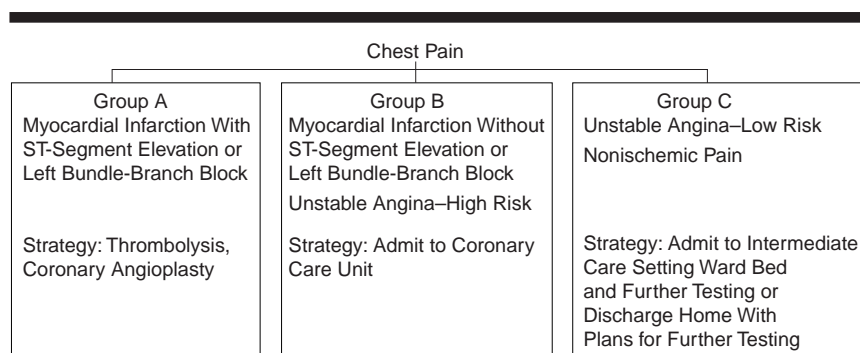 Chest Pain
Group A
Myocardial Infarction With
ST-Segment Elevation or
Left Bundle-Branch Block
Strategy: Thrombolysis,
Coronary Angioplasty
Group B
Myocardial Infarction Without
ST-Segment Elevation or
Left Bundle-Branch Block
Unstable Angina–High Risk
Strategy: Admit to Coronary
Care Unit
Group C
Unstable Angina–Low Risk
Nonischemic Pain
Strategy: Admit to Intermediate
Care Setting Ward Bed
and Further Testing or
Discharge Home With
Plans for Further Testing